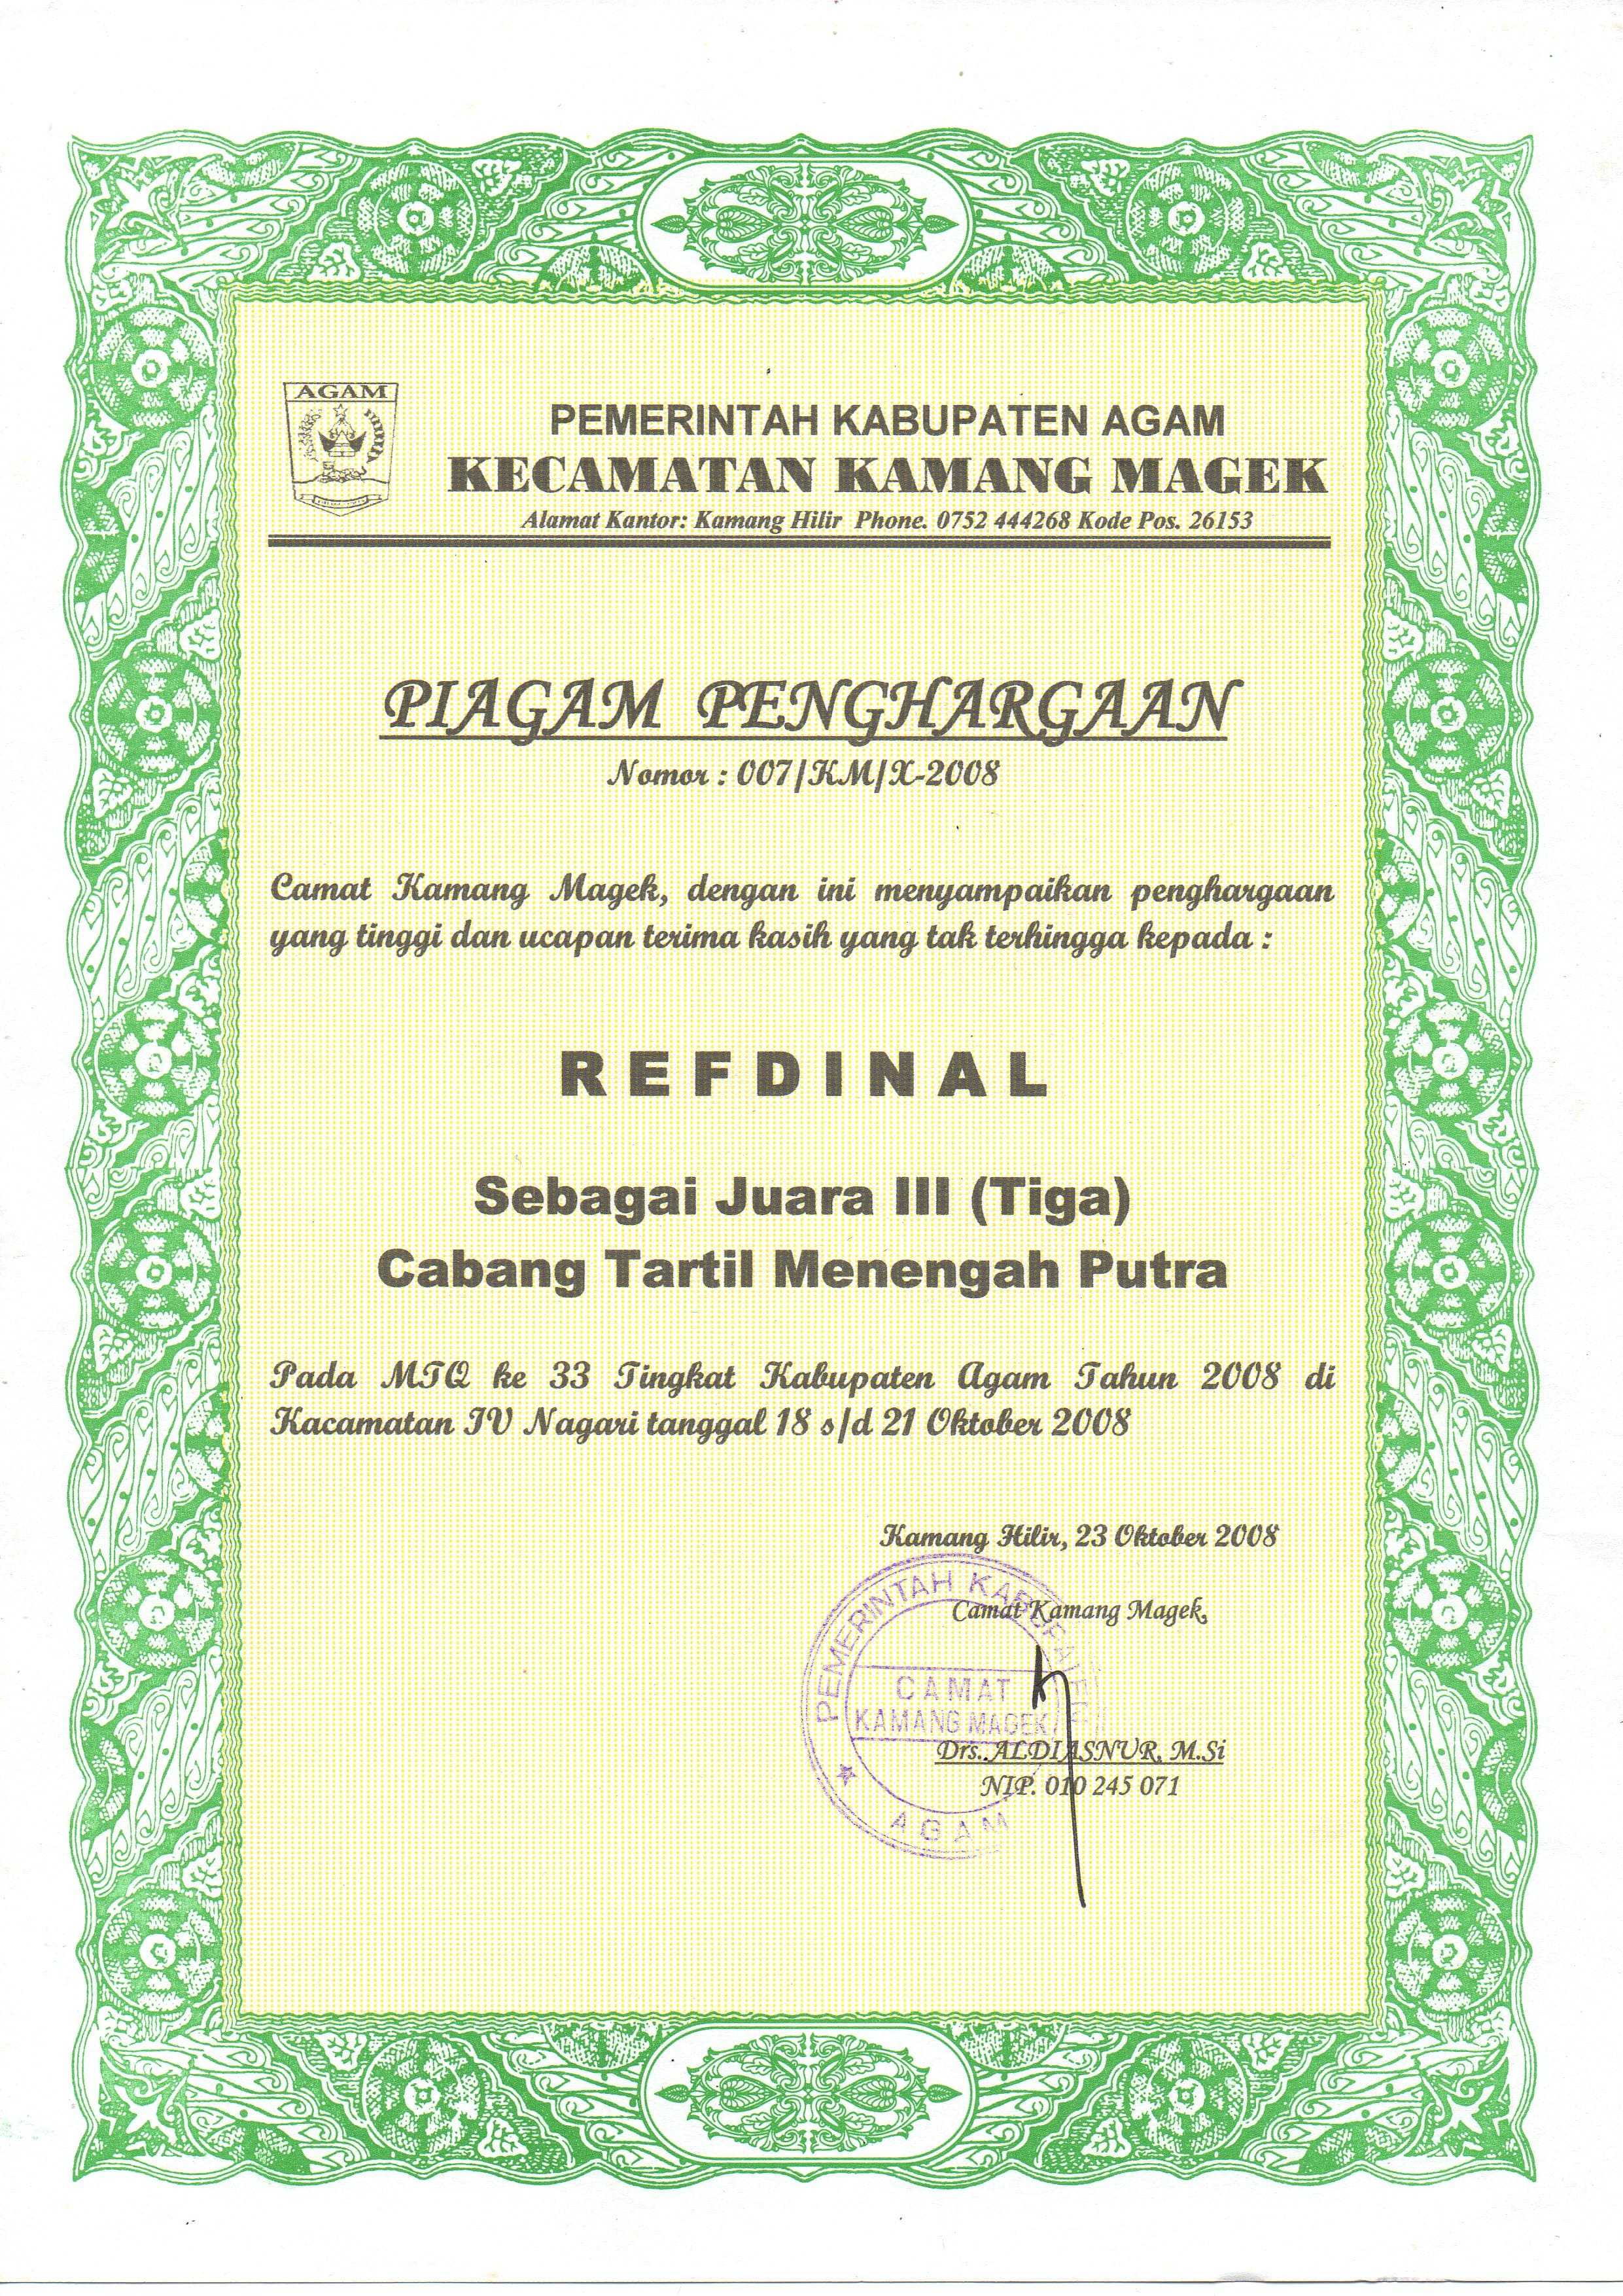 AGAM
PEMERINTAH KABUPATEN AGAM
KECAMATAN KAMANG MAGEK
Alamat Kantor: Kamang Hilir Phone. 0752 444268 Kode Pos. 26153
PIAGAM PENGHARGAAN
Nomor : 007/KM/X-2008
Camat Kamang Magek, dengan ini menyampaikan penghargaan
yang tinggi dan ucapan terima kasih yang tak terhingga kepada :
REFDINAL
Sebagai Juara III (Tiga)
Cabang Tartil Menengah Putra
Pada MTQ ke 33 Tingkat Kabupaten Agam Tahun 2008 di
Kacamatan IV Nagari tanggal 18 s/d 21 Oktober 2008
Kamang Hilir, 23 Oktober 2008
Camat Kamang Magek,
PEMERINTAH KABUPATEN
CAMAT
KAMANG MAGEK
AGAM
Drs. ALDIASNUR, M.Si
NIP. 010 245 071